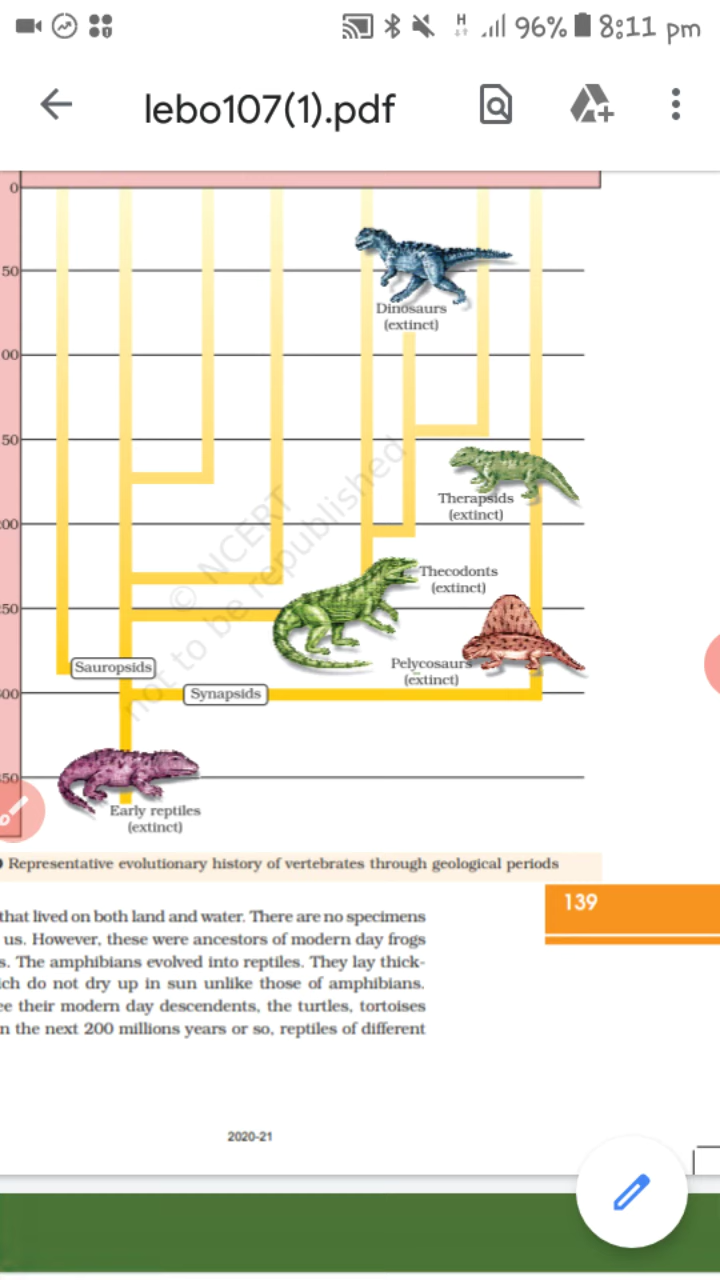 H 96% 8:11 pm
lebo107(1).pdf
0
50
Dinosaurs
(extinct)
00
50
Therapsids
(extinct)
200
© NCERT
not to be republished
Thecodonts
(extinct)
250
Sauropsids
Pelycosaurs
(extinct)
Synapsids
00
50
Early reptiles
(extinct)
Representative evolutionary history of vertebrates through geological periods
139
that lived on both land and water. There are no specimens
us. However, these were ancestors of modern day frogs
s. The amphibians evolved into reptiles. They lay thick-
ch do not dry up in sun unlike those of amphibians.
ee their modern day descendents, the turtles, tortoises
n the next 200 millions years or so, reptiles of different
2020-21